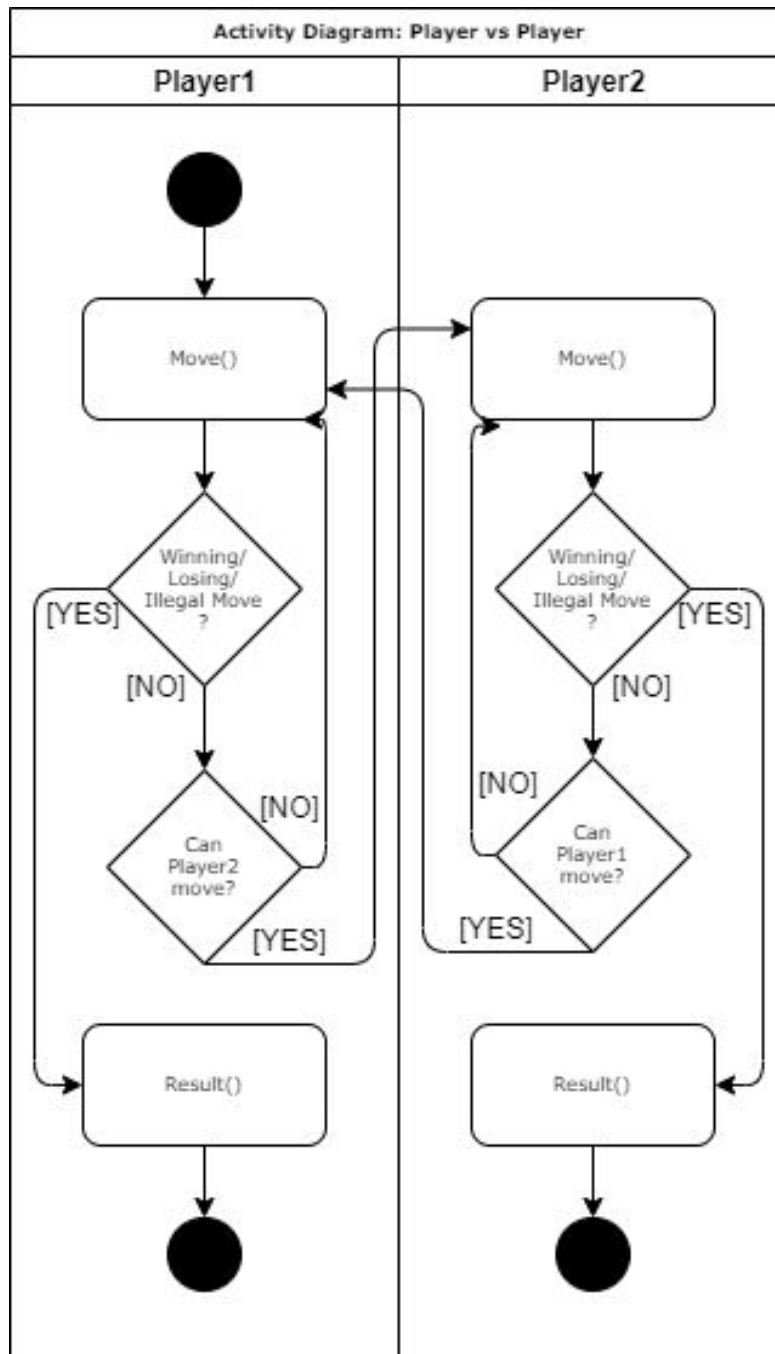 Activity Diagram: Player vs Player
Player1
Player2
Move()
Move()
Winning/
Losing/
Illegal Move
?
[YES]
[NO]
Winning/
Losing/
Illegal Move
?
[YES]
[NO]
Can
Player2
move?
[NO]
[YES]
Can
Player1
move?
[NO]
[YES]
Result()
Result()